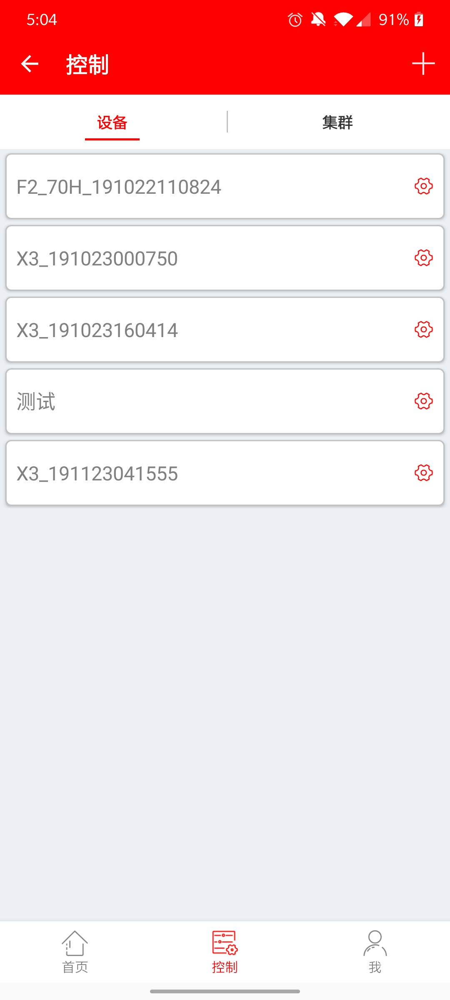 5:04 91%
控制
设备 集群
F2_70H_191022110824
X3_191023000750
X3_191023160414
测试
X3_191123041555
首页 控制 我